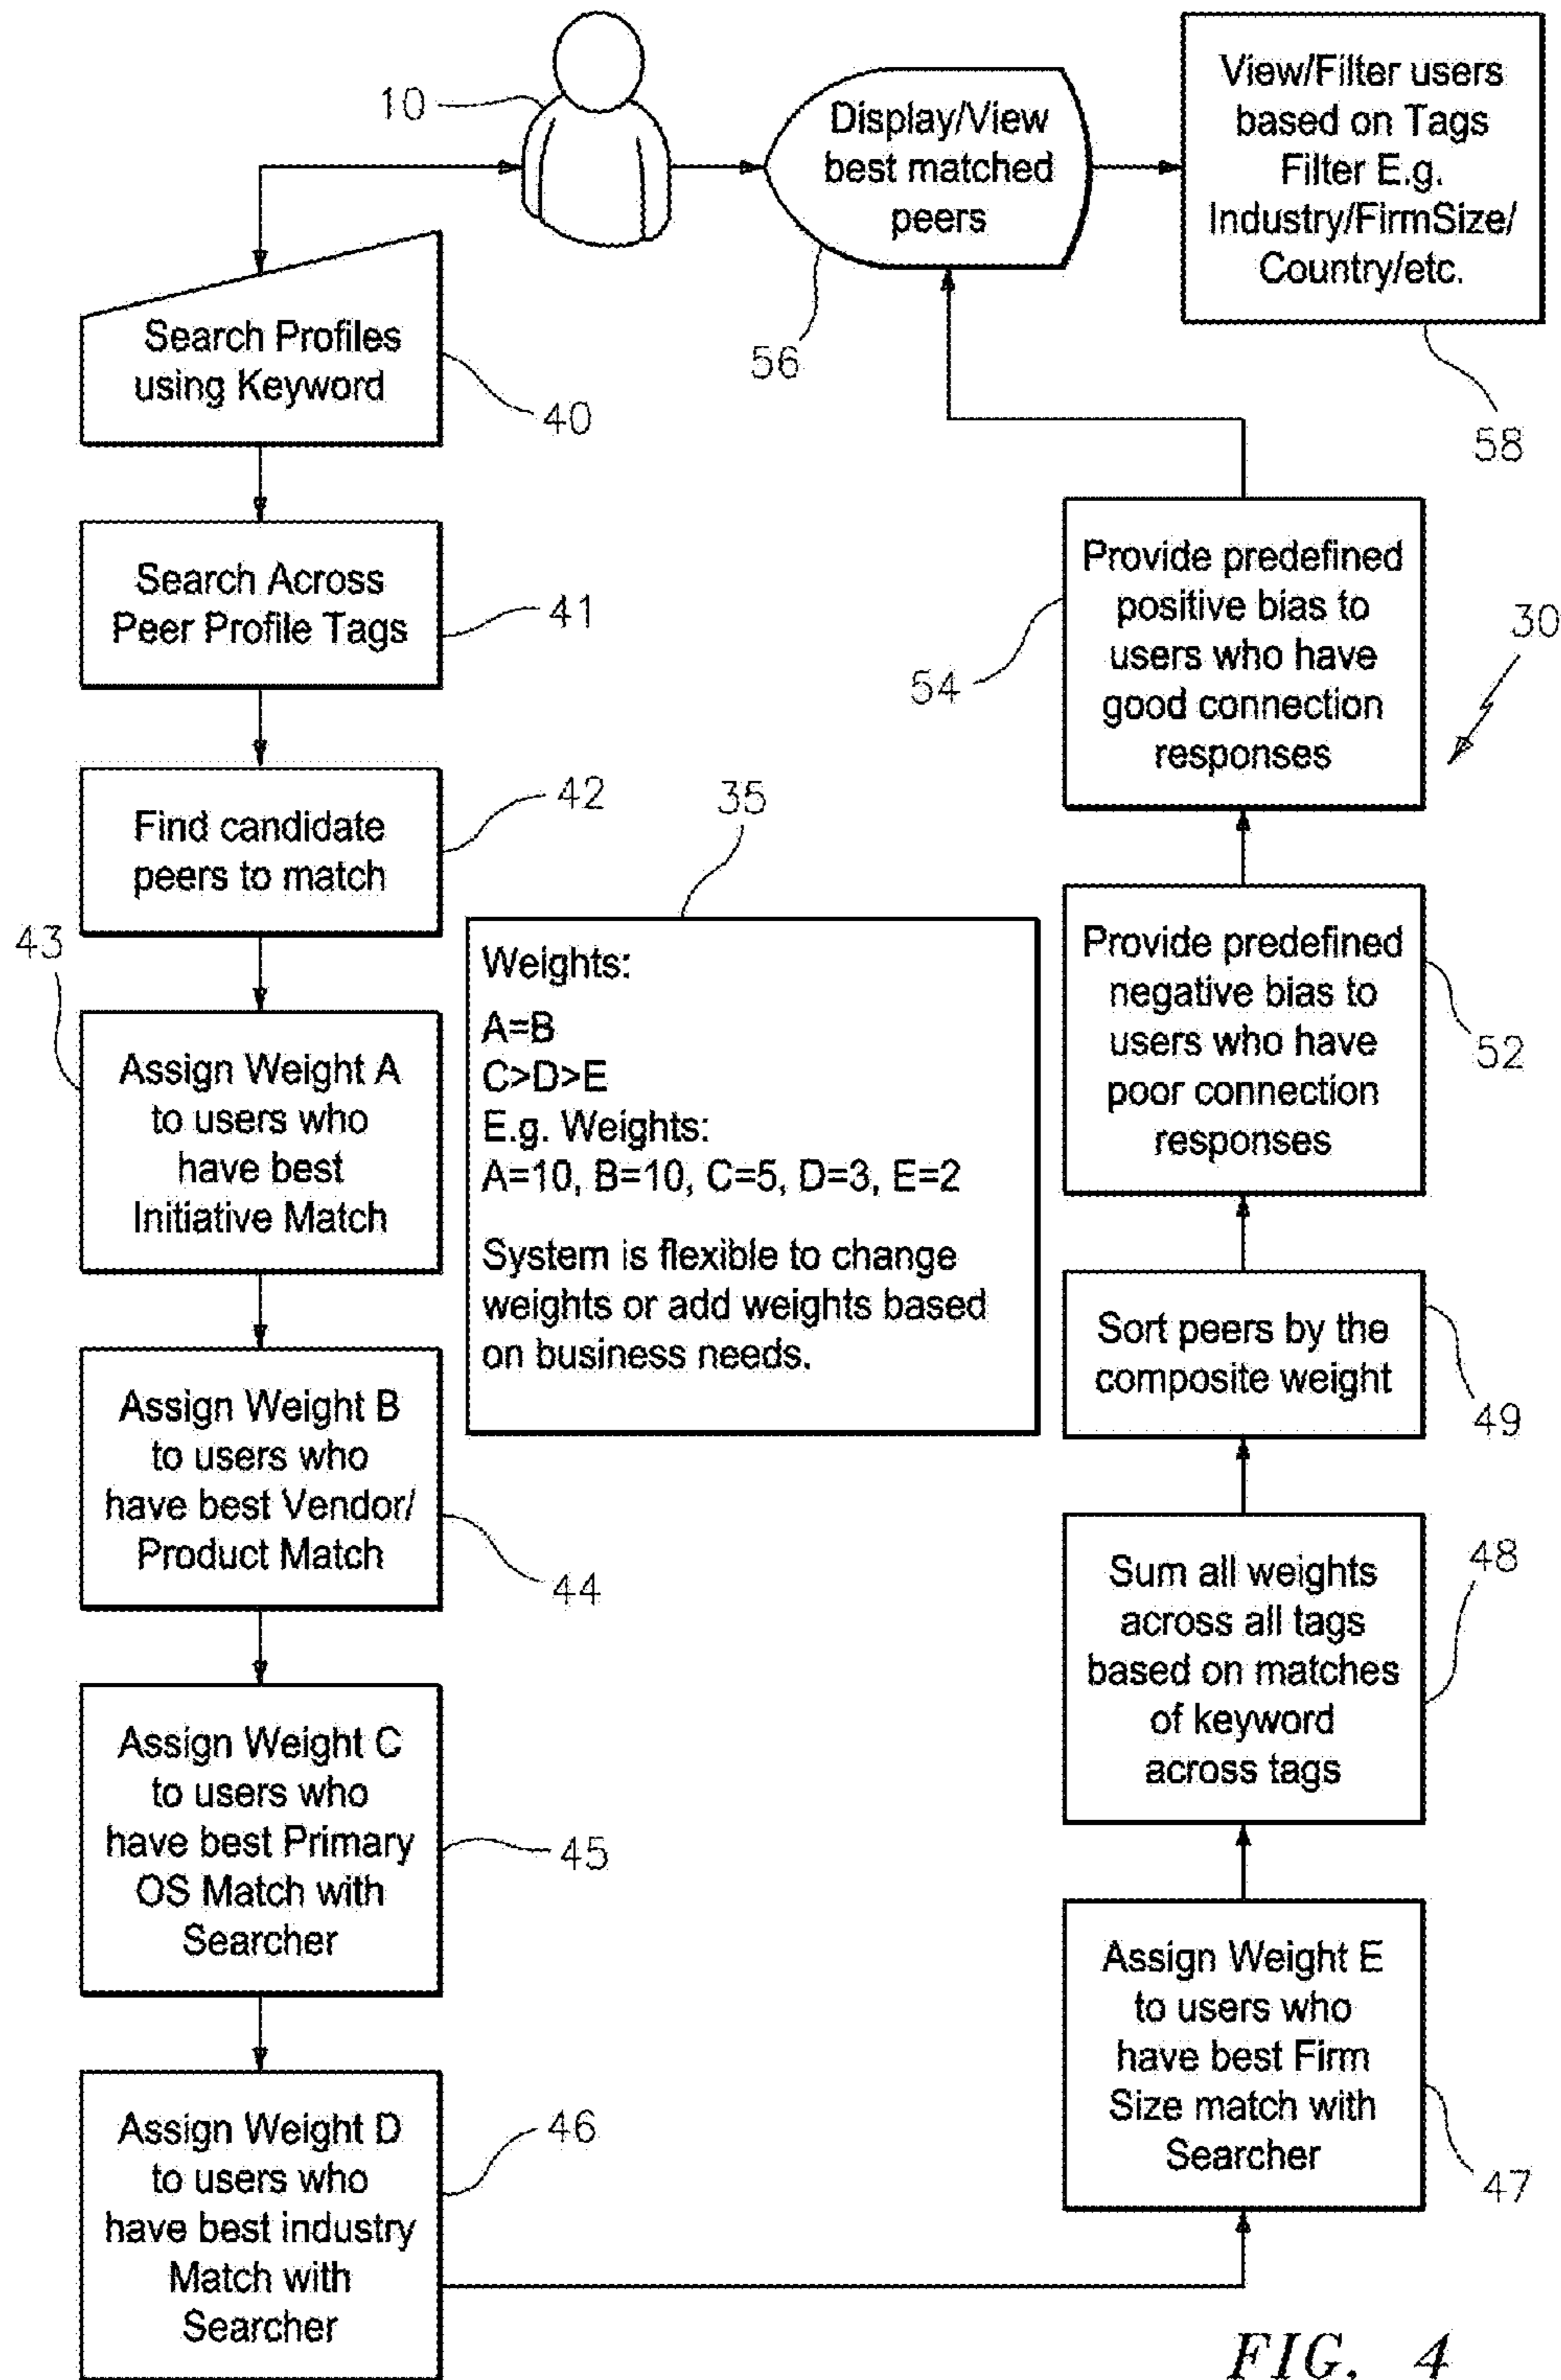 10
Display/View
best matched
peers
56
View/Filter users
based on Tags
Filter E.g.
Industry/FirmSize/
Country/etc.
58
Search Profiles
using Keyword
40
Search Across
Peer Profile Tags
41
Find candidate
peers to match
42
43
Assign Weight A
to users who
have best
Initiative Match
Assign Weight B
to users who
have best Vendor/
Product Match
44
Assign Weight C
to users who
have best Primary
OS Match with
Searcher
45
Assign Weight D
to users who
have best industry
Match with
Searcher
46
35
Weights:
A=B
C>D>E
E.g. Weights:
A=10, B=10, C=5, D=3, E=2
System is flexible to change
weights or add weights based
on business needs.
Provide predefined
positive bias to
users who have
good connection
responses
54
30
Provide predefined
negative bias to
users who have
poor connection
responses
52
Sort peers by the
composite weight
49
Sum all weights
across all tags
based on matches
of keyword
across tags
48
Assign Weight E
to users who
have best Firm
Size match with
Searcher
47
FIG. 4